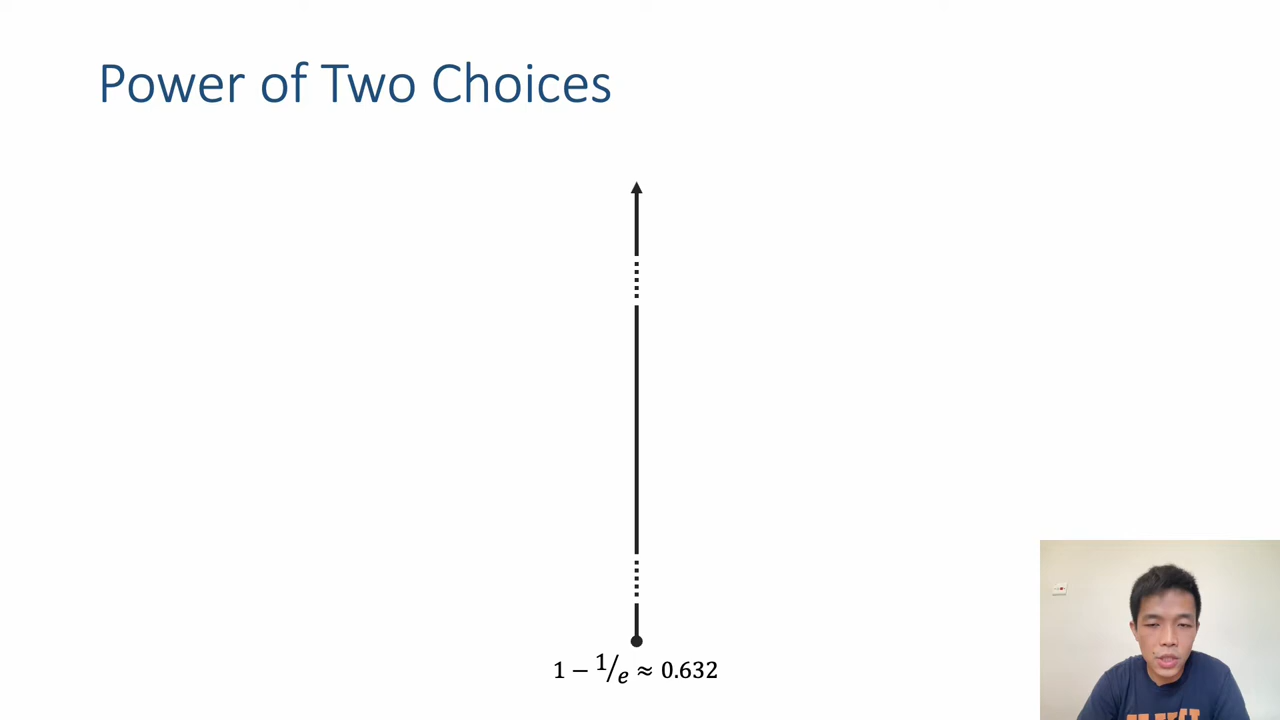 Power of Two Choices
1 − 1/e ≈ 0.632